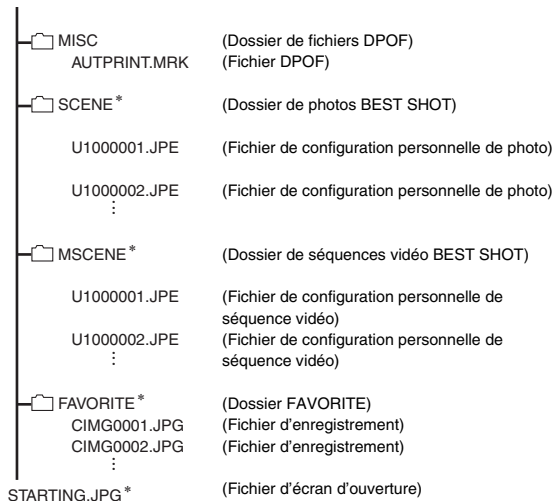 MISC (Dossier de fichiers DPOF)
AUTPRINT.MRK (Fichier DPOF)
SCENE* (Dossier de photos BEST SHOT)
U1000001.JPE (Fichier de configuration personnelle de photo)
U1000002.JPE (Fichier de configuration personnelle de photo)
⋮
MSCENE* (Dossier de séquences vidéo BEST SHOT)
U1000001.JPE (Fichier de configuration personnelle de
séquence vidéo)
U1000002.JPE (Fichier de configuration personnelle de
⋮ séquence vidéo)
FAVORITE* (Dossier FAVORITE)
CIMG0001.JPG (Fichier d'enregistrement)
CIMG0002.JPG (Fichier d'enregistrement)
⋮
STARTING.JPG* (Fichier d'écran d'ouverture)